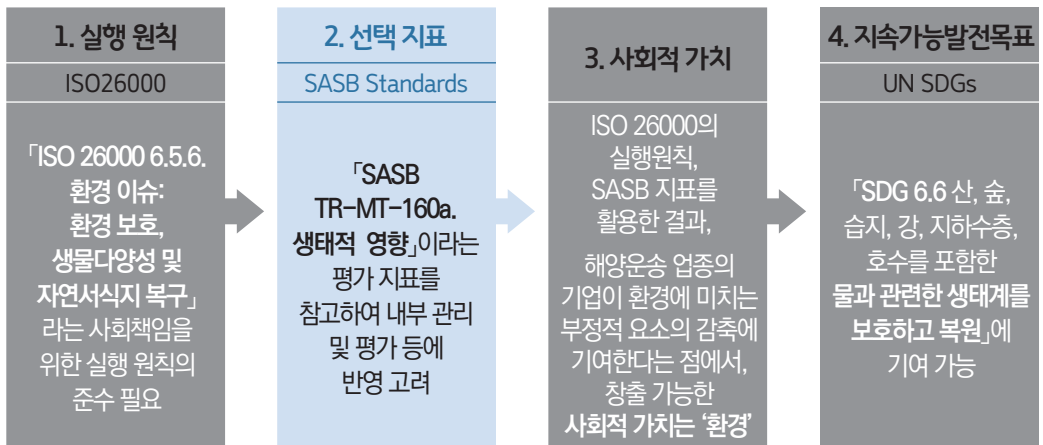 1. 실행 원칙
ISO26000
「ISO 26000 6.5.6.
환경 이슈:
환경 보호,
생물다양성 및
자연서식지 복구」
라는 사회책임을
위한 실행 원칙의
준수 필요
2. 선택 지표
SASB Standards
「SASB
TR-MT-160a.
생태적 영향」이라는
평가 지표를
참고하여 내부 관리
및 평가 등에
반영 고려
3. 사회적 가치
ISO 26000의
실행원칙,
SASB 지표를
활용한 결과,
해양운송 업종의
기업이 환경에 미치는
부정적 요소의 감축에
기여한다는 점에서,
창출 가능한
사회적 가치는 ‘환경’
4. 지속가능발전목표
UN SDGs
「SDG 6.6 산, 숲,
습지, 강, 지하수층,
호수를 포함한
물과 관련한 생태계를
보호하고 복원」에
기여 가능